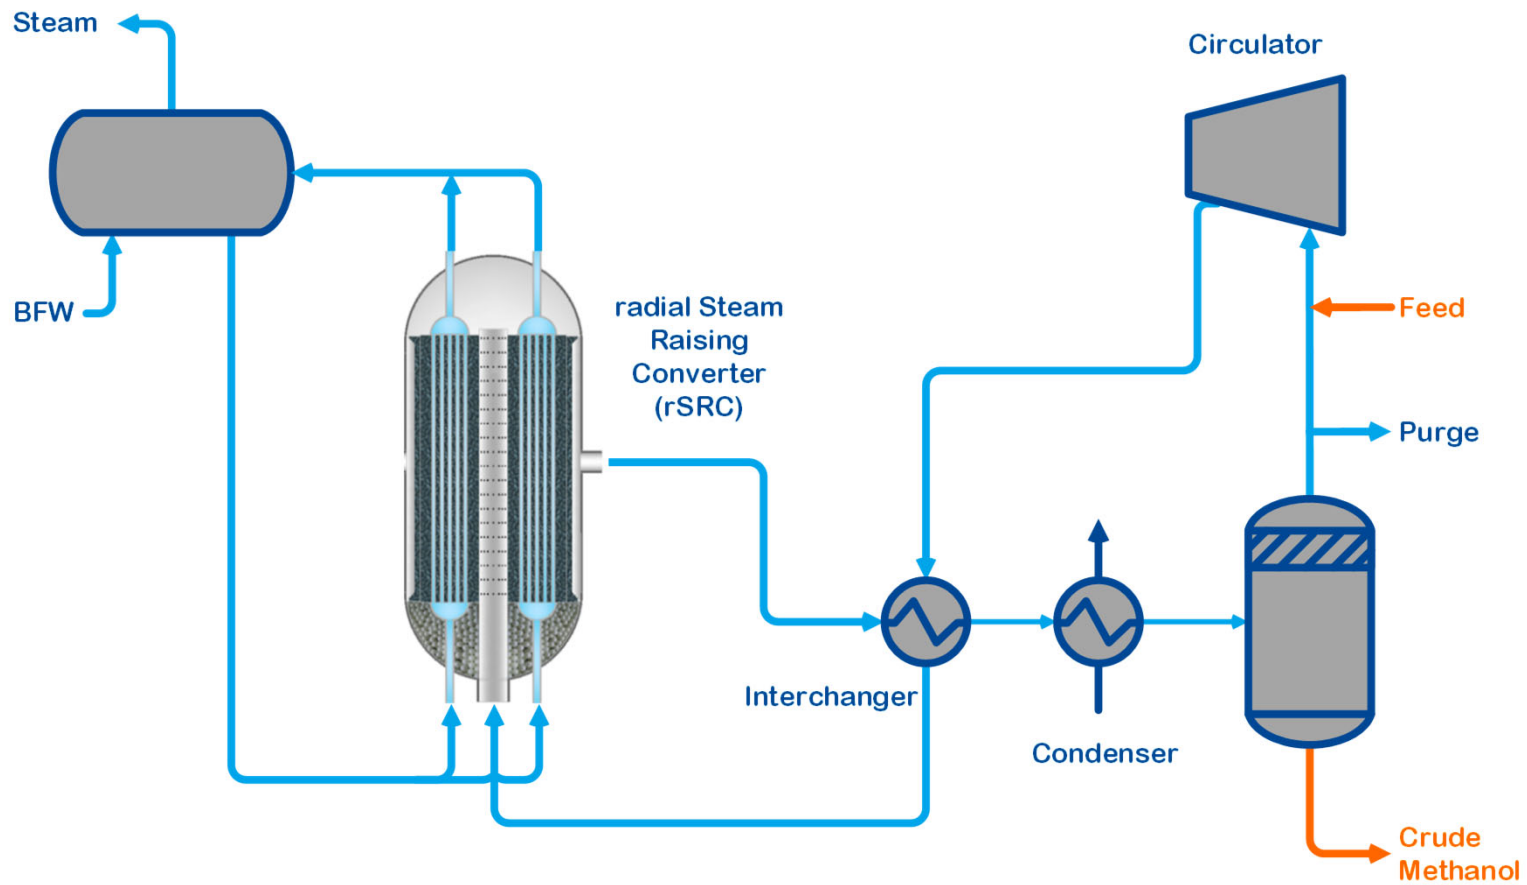 Steam
Circulator
BFW
radial Steam
Raising
Converter
(rSRC)
Feed
Purge
Interchanger
Condenser
Crude
Methanol